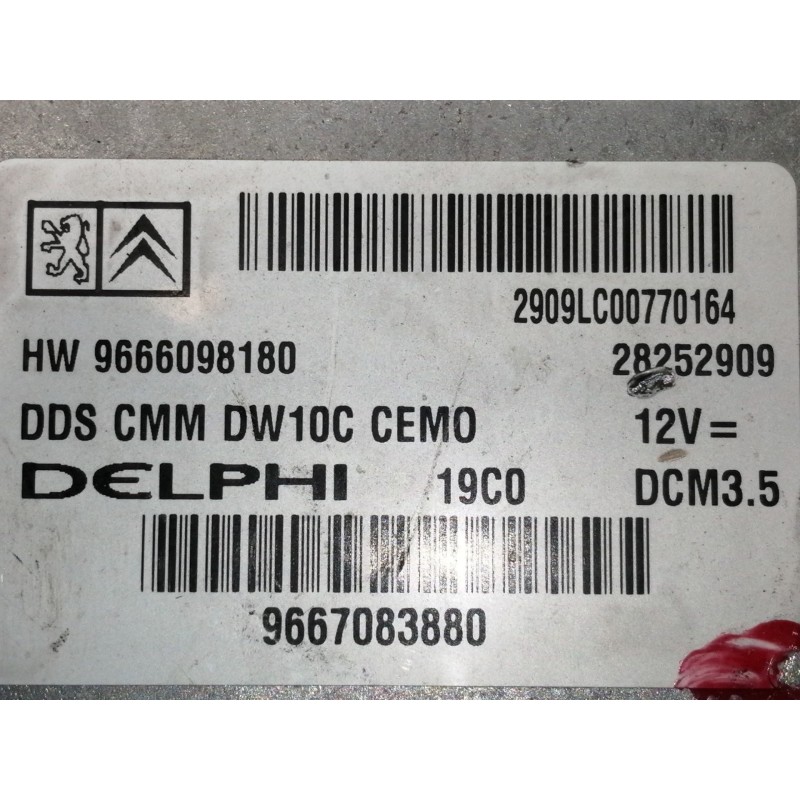 2909LC00770164
HW 9666098180 28252909
DDS CMM DW10C CEMO 12V=
DELPHI 19C0 DCM3.5
9667083880